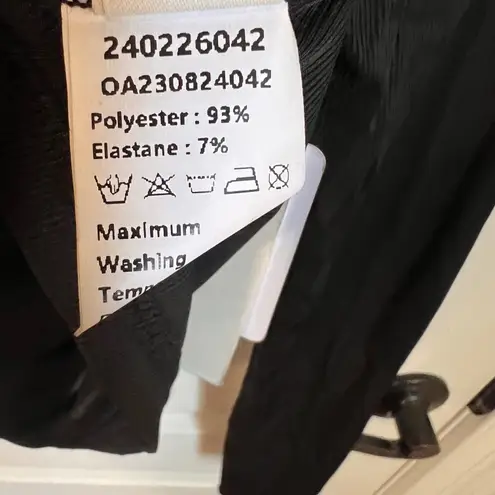 240226042
OA230824042
Polyester : 93%
Elastane : 7%
Maximum
Washing